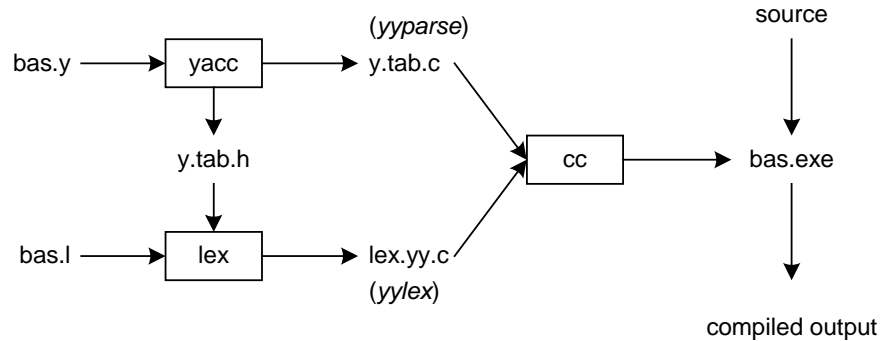 source
(yyparse)
bas.y
yacc
y.tab.c
y.tab.h
cc
bas.exe
bas.l
lex
lex.yy.c
(yylex)
compiled output